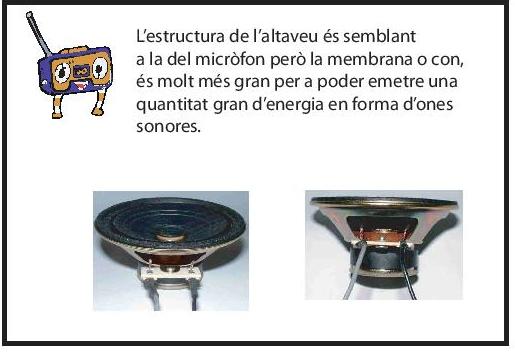 L'estructura de l'altaveu és semblant
a la del micròfon però la membrana o con,
és molt més gran per a poder emetre una
quantitat gran d'energia en forma d'ones
sonores.